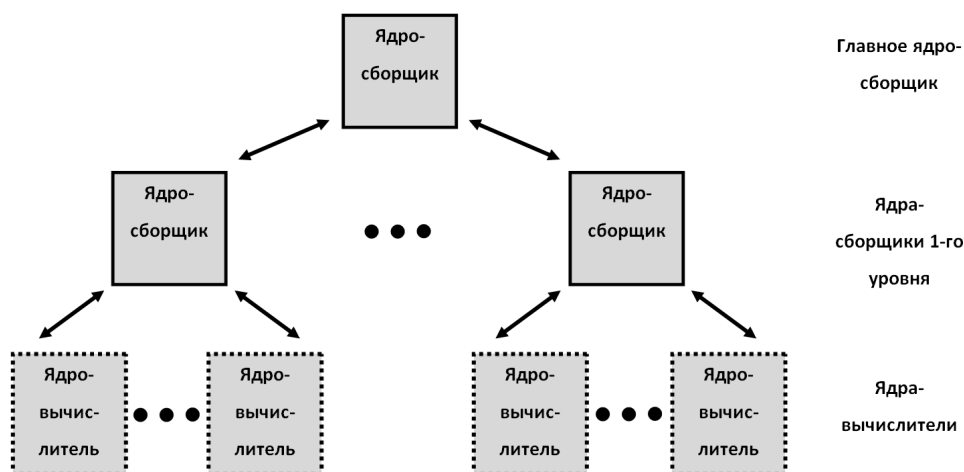 Ядро-
сборщик
Главное ядро-
сборщик
Ядро-
сборщик
Ядро-
сборщик
Ядра-
сборщики 1-го
уровня
Ядро-
вычис-
литель
Ядро-
вычис-
литель
Ядро-
вычис-
литель
Ядро-
вычис-
литель
Ядра-
вычислители